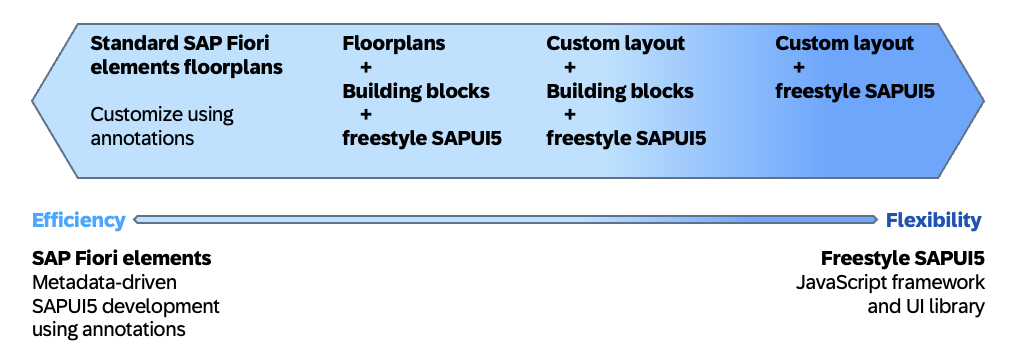 Standard SAP Fiori
elements floorplans
Customize using
annotations
Floorplans
+
Building blocks
+
freestyle SAPUI5
Custom layout
+
Building blocks
+
freestyle SAPUI5
Custom layout
+
freestyle SAPUI5
Efficiency
Flexibility
SAP Fiori elements
Metadata-driven
SAPUI5 development
using annotations
Freestyle SAPUI5
JavaScript framework
and UI library